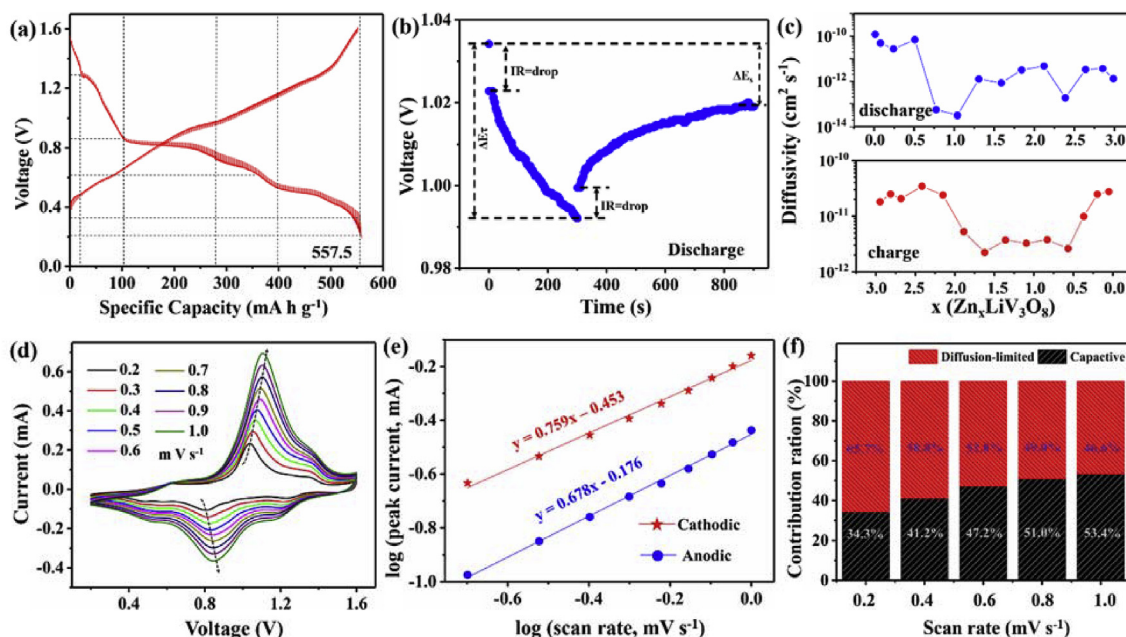 (a)
Voltage (V)
1.6
1.2
0.8
0.4
0.0
557.5
0 100 200 300 400 500 600
Specific Capacity (mA h g-1)
(b)
Voltage (V)
1.04
1.02
1.00
0.98
IR=drop
ΔEτ
ΔEs
IR=drop
Discharge
0 200 400 600 800
Time (s)
(c)
Diffusivity (cm2 s-1)
10-10
10-12
10-14
discharge
0.0 0.5 1.0 1.5 2.0 2.5 3.0
10-10
10-11
10-12
charge
3.0 2.5 2.0 1.5 1.0 0.5 0.0
x (ZnxLiV3O8)
(d)
Current (mA)
0.6
0.4
0.2
0.0
-0.2
-0.4
0.2 0.7
0.3 0.8
0.4 0.9
0.5 1.0
0.6 m V s-1
0.4 0.8 1.2 1.6
Voltage (V)
(e)
log (peak current, mA)
-0.2
-0.4
-0.6
-0.8
-1.0
y = 0.759x – 0.453
y = 0.678x - 0.176
Cathodic
Anodic
-0.6 -0.4 -0.2 0.0
log (scan rate, mV s-1)
(f)
Diffusion-limited Capactive
Contribution ration (%)
100
80
60
40
20
0
34.3% 41.2% 47.2% 51.0% 53.4%
0.2 0.4 0.6 0.8 1.0
Scan rate (mV s-1)